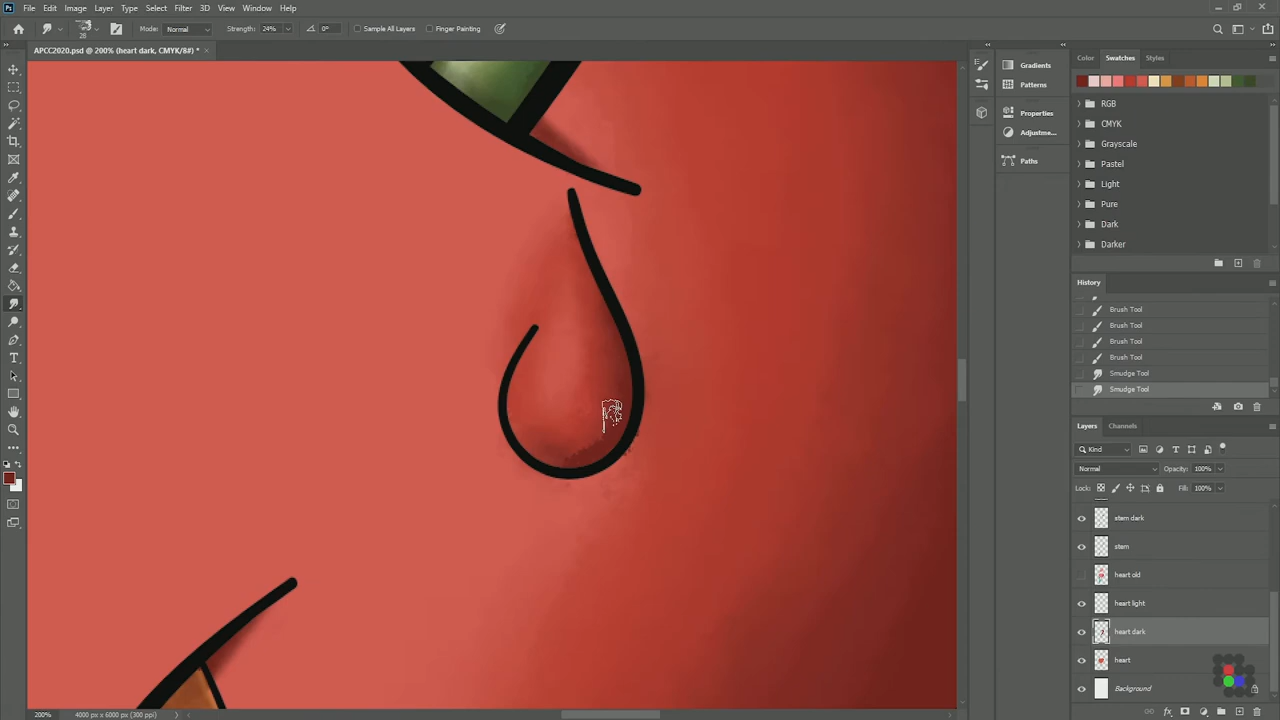 File Edit Image Layer Type Select Filter 3D View Window Help
28 Mode: Normal Strength: 24% 0° Sample All Layers Finger Painting
APCC2020.psd @ 200% (heart dark, CMYK/8#) * ×
Gradients
Patterns
Properties
Adjustme...
Paths
Color Swatches Styles
RGB
CMYK
Grayscale
Pastel
Light
Pure
Dark
Darker
History
Brush Tool
Brush Tool
Brush Tool
Brush Tool
Smudge Tool
Smudge Tool
Layers Channels
Kind
Normal Opacity: 100%
Lock: Fill: 100%
stem dark
stem
heart old
heart light
heart dark
heart
Background
200% 4000 px x 6000 px (300 ppi)